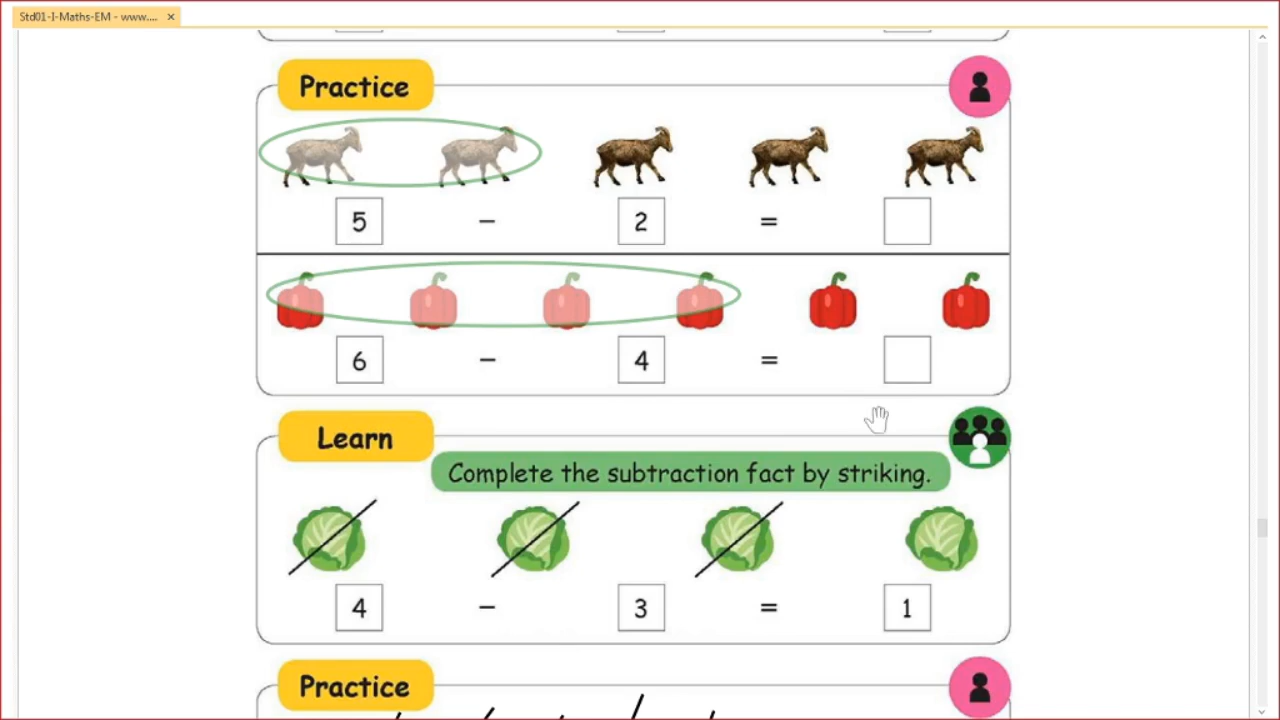 Std01-I-Maths-EM - www....
Practice
5 - 2 =
6 - 4 =
Learn
Complete the subtraction fact by striking.
4 - 3 = 1
Practice